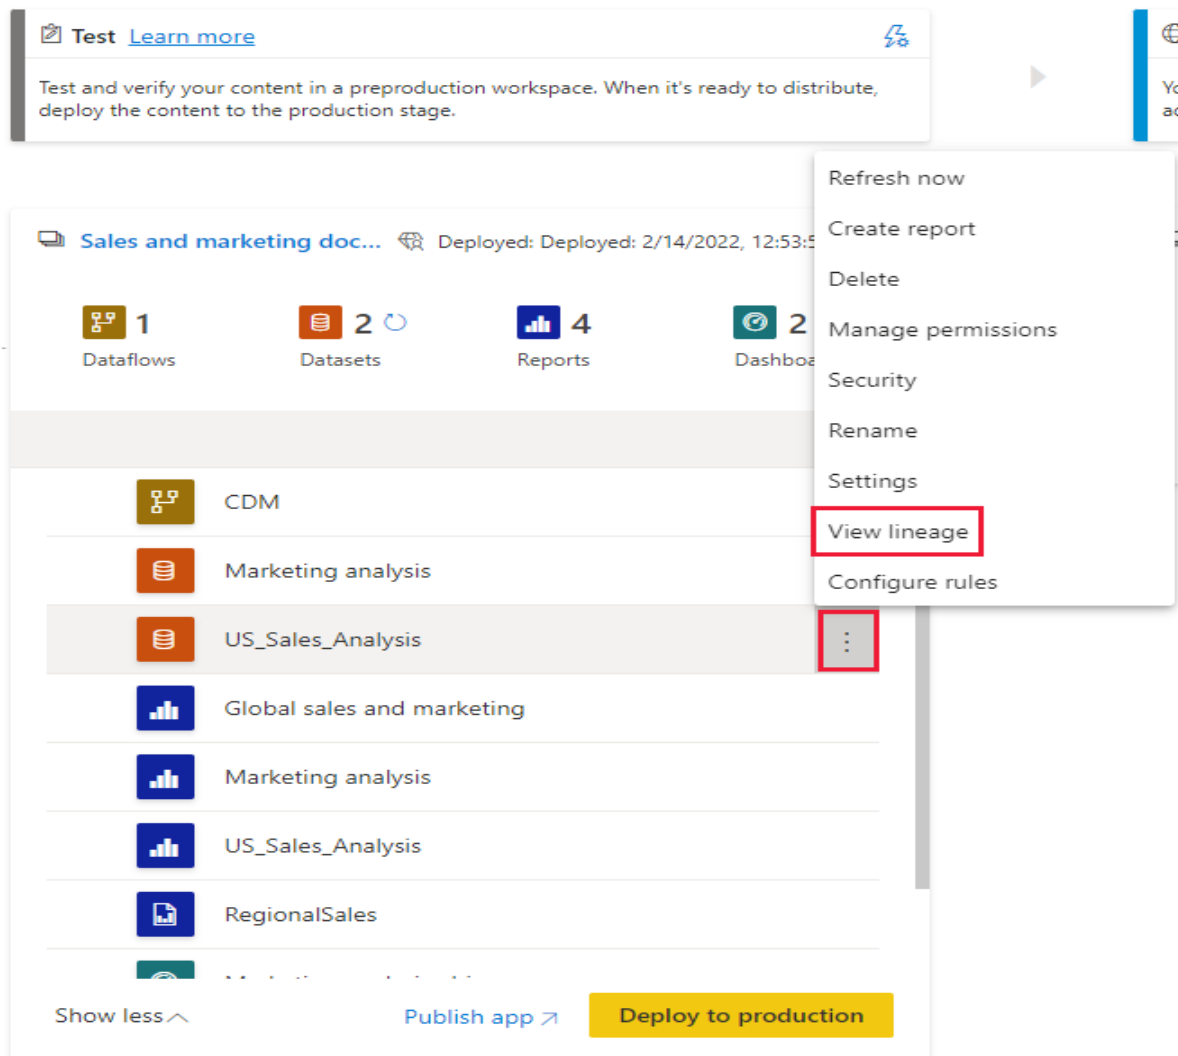 Test Learn more
Test and verify your content in a preproduction workspace. When it's ready to distribute,
deploy the content to the production stage.
Refresh now
Create report
Delete
Manage permissions
Security
Rename
Settings
View lineage
Configure rules
Sales and marketing doc... Deployed: Deployed: 2/14/2022, 12:53:5
1
Dataflows
2
Datasets
4
Reports
2
Dashboa
CDM
Marketing analysis
US_Sales_Analysis
Global sales and marketing
Marketing analysis
US_Sales_Analysis
RegionalSales
Show less
Publish app
Deploy to production